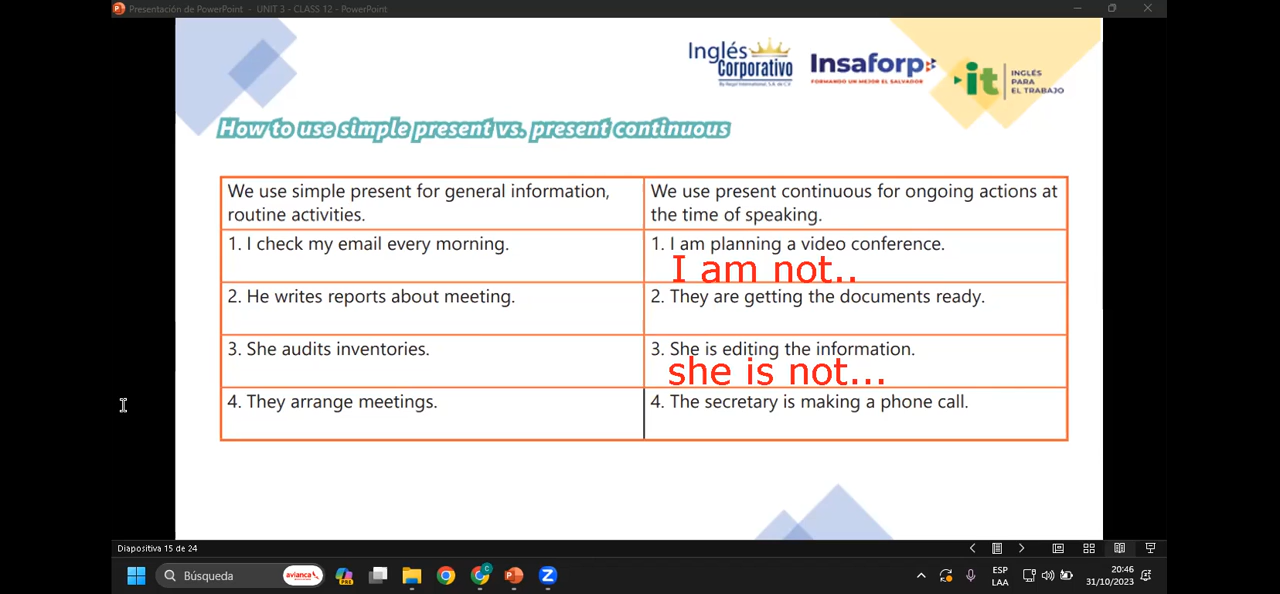 Presentación de PowerPoint - UNIT 3 - CLASS 12 - PowerPoint
Inglés
Corporativo
By Reget International, S.A. de C.V.
Insaforp
FORMANDO UN MEJOR EL SALVADOR
it
INGLÉS
PARA
EL TRABAJO
How to use simple present vs. present continuous
We use simple present for general information,
routine activities.
We use present continuous for ongoing actions at
the time of speaking.
1. I check my email every morning.
1. I am planning a video conference.
I am not..
2. He writes reports about meeting.
2. They are getting the documents ready.
3. She audits inventories.
3. She is editing the information.
she is not...
4. They arrange meetings.
4. The secretary is making a phone call.
Diapositiva 15 de 24
Búsqueda
avianca
PRE
C
ESP
LAA
20:46
31/10/2023